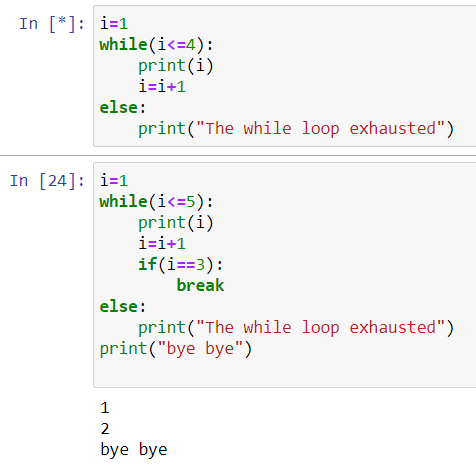 In [*]: i=1
while(i<=4):
    print(i)
    i=i+1
else:
    print("The while loop exhausted")
In [24]: i=1
while(i<=5):
    print(i)
    i=i+1
    if(i==3):
        break
else:
    print("The while loop exhausted")
print("bye bye")
1
2
bye bye